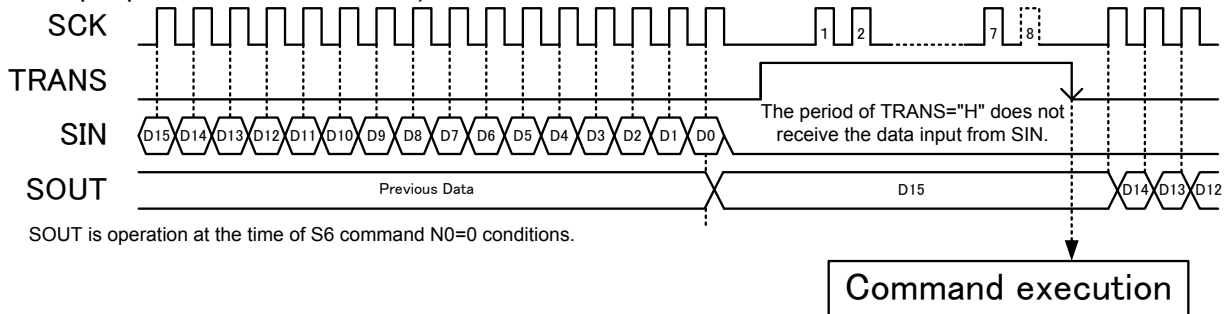 SCK
1 2 7 8
TRANS
The period of TRANS="H" does not
receive the data input from SIN.
SIN
D15 D14 D13 D12 D11 D10 D9 D8 D7 D6 D5 D4 D3 D2 D1 D0
SOUT
Previous Data D15 D14 D13 D12
SOUT is operation at the time of S6 command N0=0 conditions.
Command execution